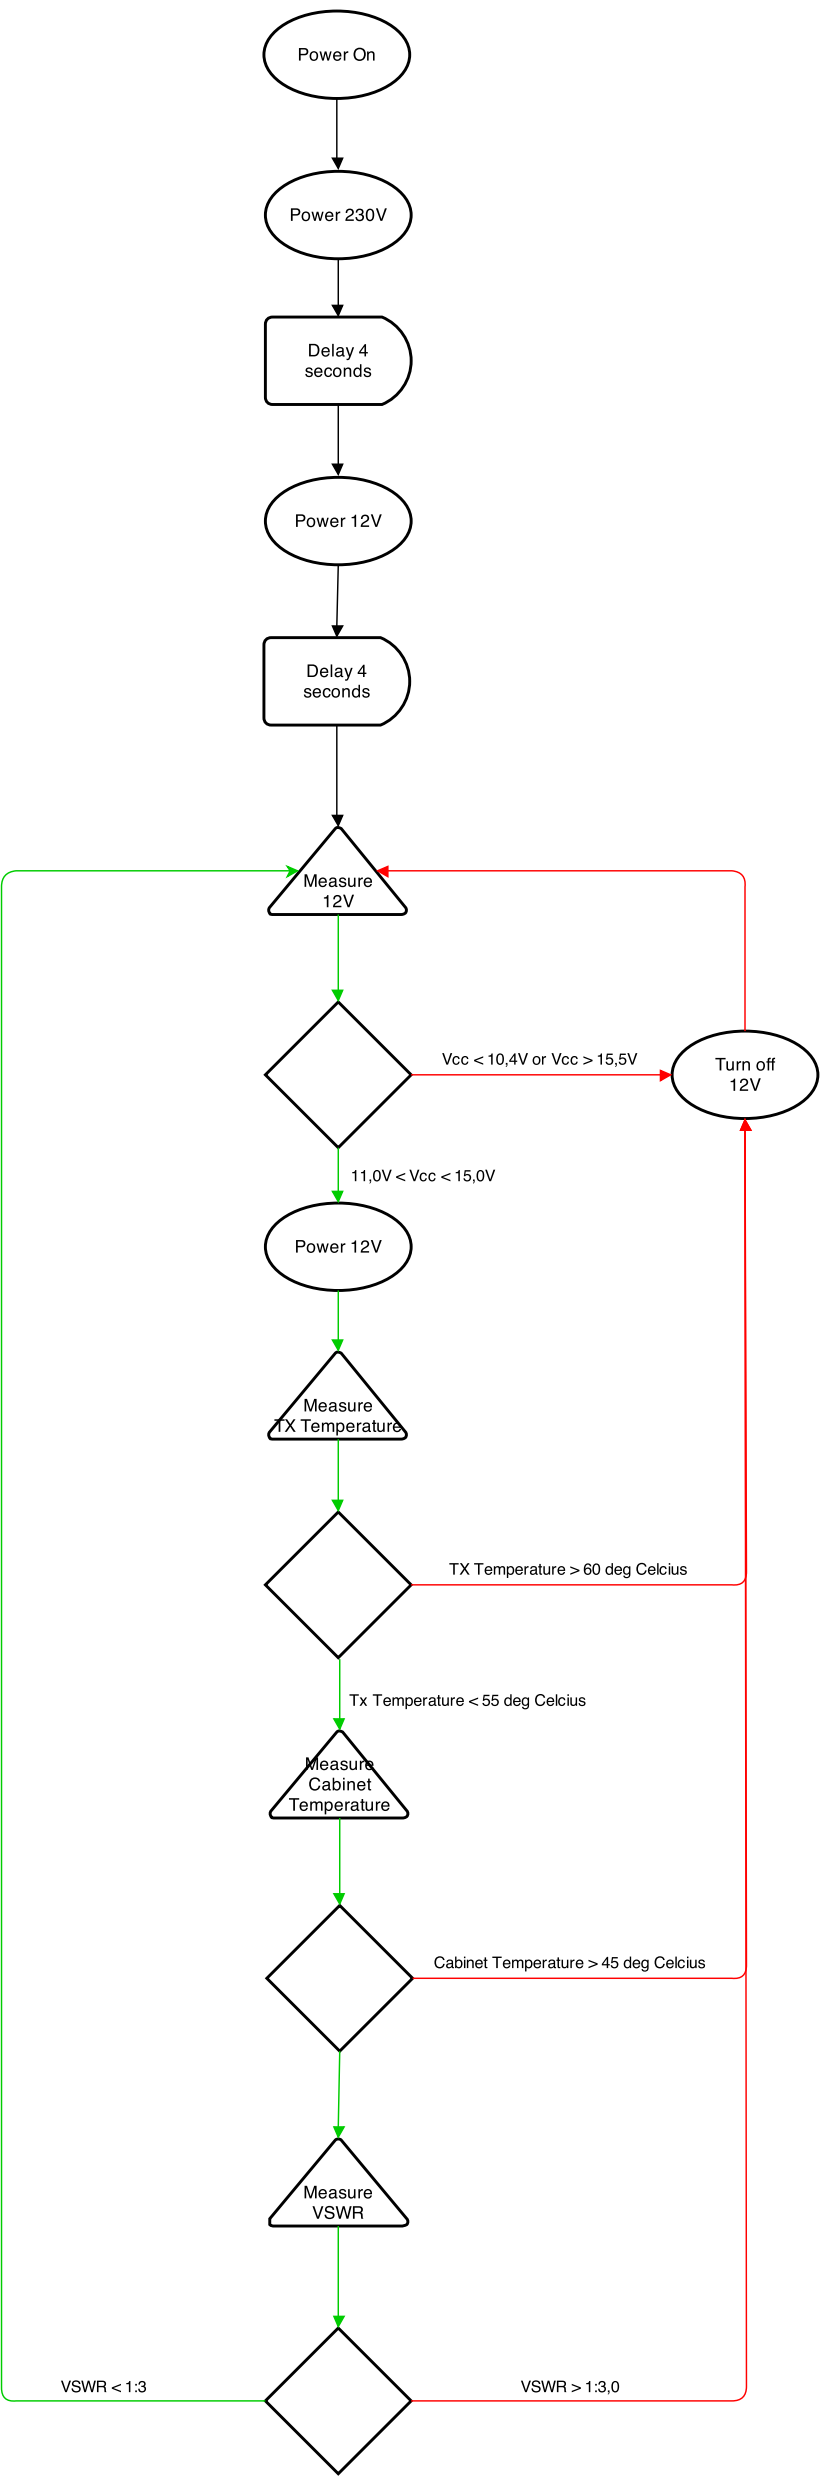 Power On
Power 230V
Delay 4
seconds
Power 12V
Delay 4
seconds
Measure
12V
Vcc < 10,4V or Vcc > 15,5V
Turn off
12V
11,0V < Vcc < 15,0V
Power 12V
Measure
TX Temperature
TX Temperature > 60 deg Celcius
Tx Temperature < 55 deg Celcius
Measure
Cabinet
Temperature
Cabinet Temperature > 45 deg Celcius
Measure
VSWR
VSWR < 1:3
VSWR > 1:3,0